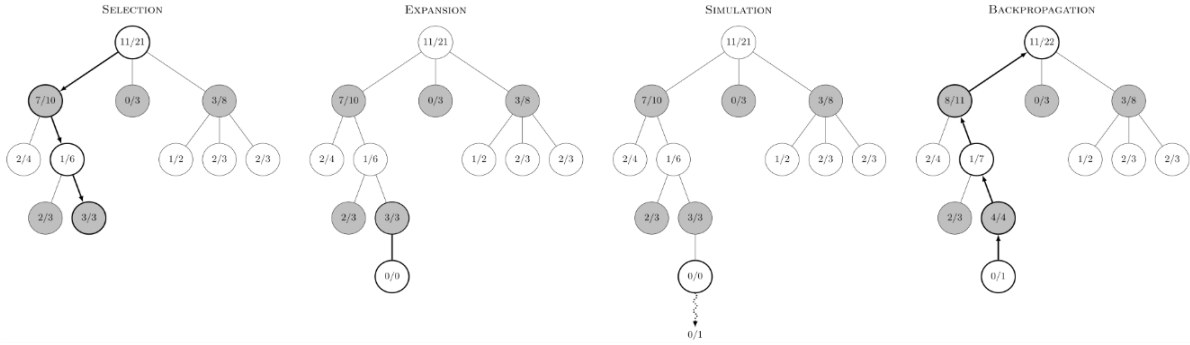 SELECTION EXPANSION SIMULATION BACKPROPAGATION
11/21 11/21 11/21 11/22
7/10 0/3 3/8 7/10 0/3 3/8 7/10 0/3 3/8 8/11 0/3 3/8
2/4 1/6 1/2 2/3 2/3 2/4 1/6 1/2 2/3 2/3 2/4 1/6 1/2 2/3 2/3 2/4 1/7 1/2 2/3 2/3
2/3 3/3 2/3 3/3 2/3 3/3 2/3 4/4
0/0 0/0 0/1
0/1